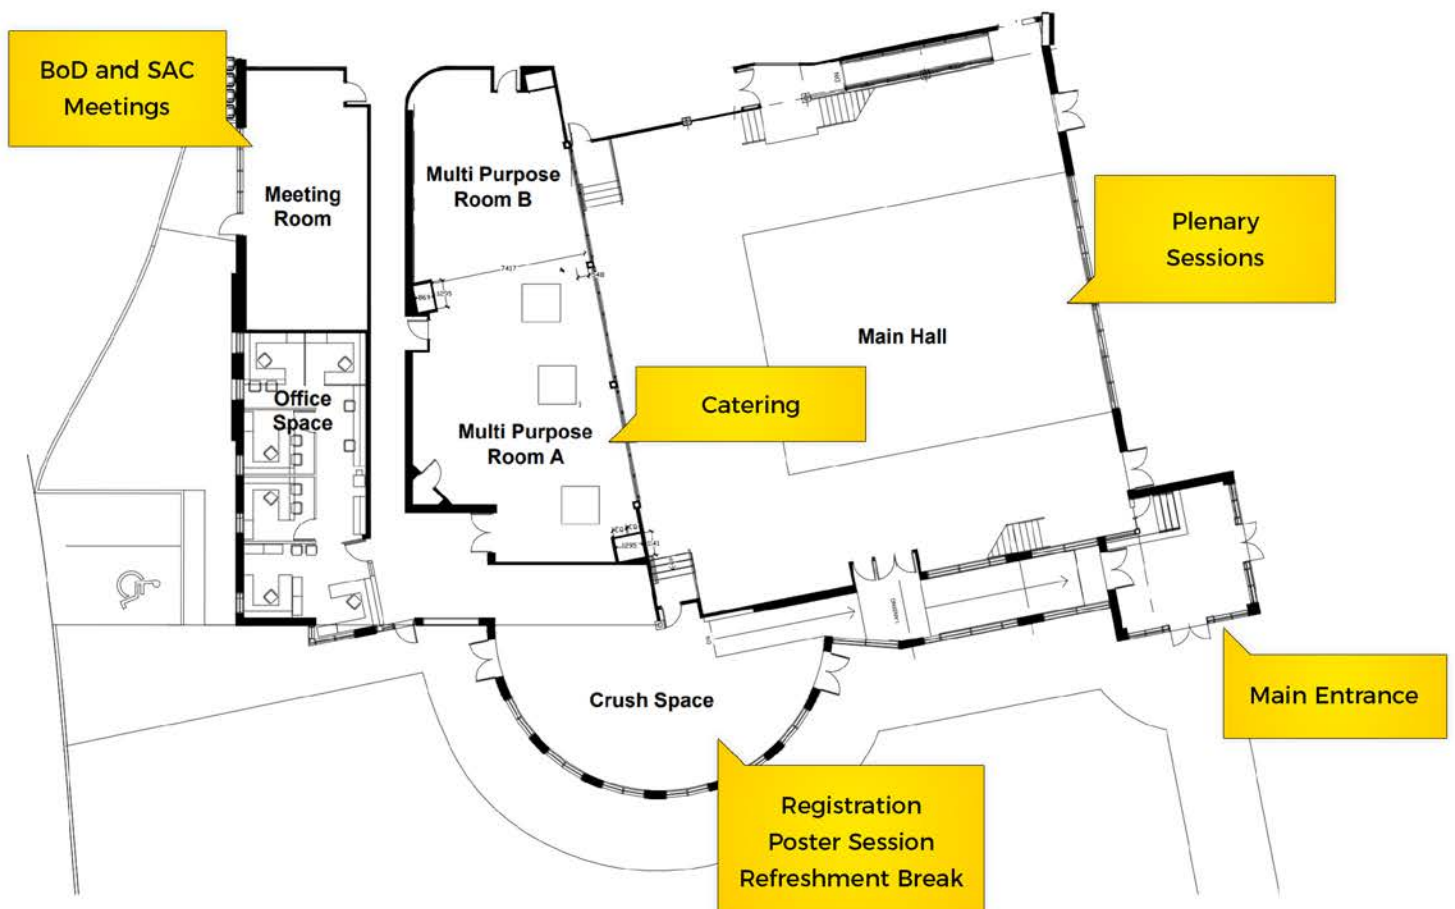 BoD and SAC
Meetings
Meeting
Room
Multi Purpose
Room B
7417
Plenary
Sessions
Main Hall
Office
Space
Catering
Multi Purpose
Room A
Crush Space
Main Entrance
Registration
Poster Session
Refreshment Break